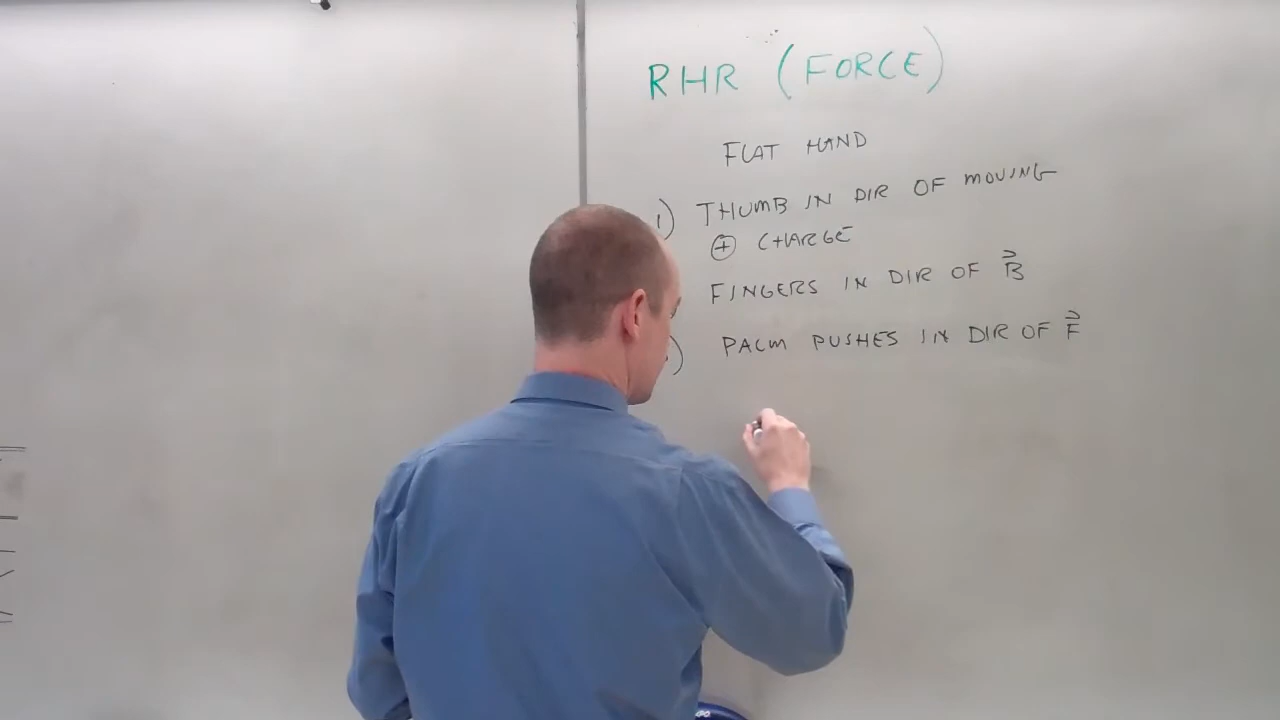 RHR (FORCE)
FLAT HAND
1) THUMB IN DIR OF MOVING
⊕ CHARGE
FINGERS IN DIR OF B⃗
) PALM PUSHES IN DIR OF F⃗